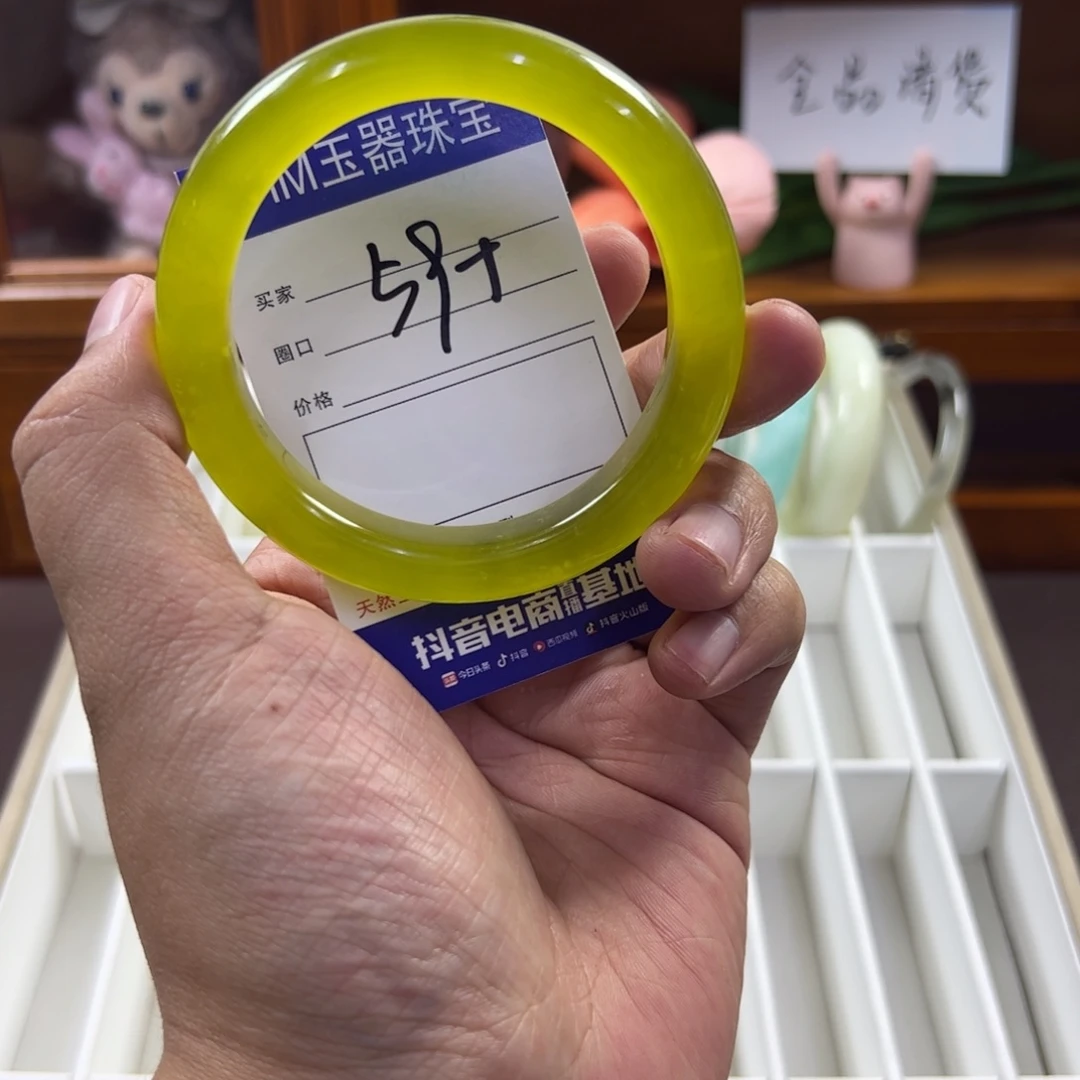 全品清货
玉器珠宝
59+
买家
圈口
价格
天然
抖音电商直播基地
今日头条 抖音 西瓜视频 抖音火山版